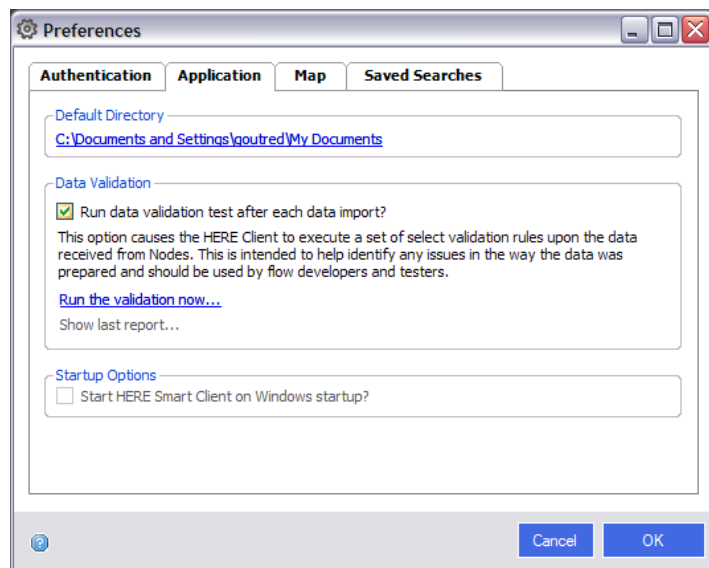 Preferences
Authentication Application Map Saved Searches
Default Directory
C:\Documents and Settings\goutred\My Documents
Data Validation
Run data validation test after each data import?
This option causes the HERE Client to execute a set of select validation rules upon the data
received from Nodes. This is intended to help identify any issues in the way the data was
prepared and should be used by flow developers and testers.
Run the validation now...
Show last report...
Startup Options
Start HERE Smart Client on Windows startup?
Cancel OK